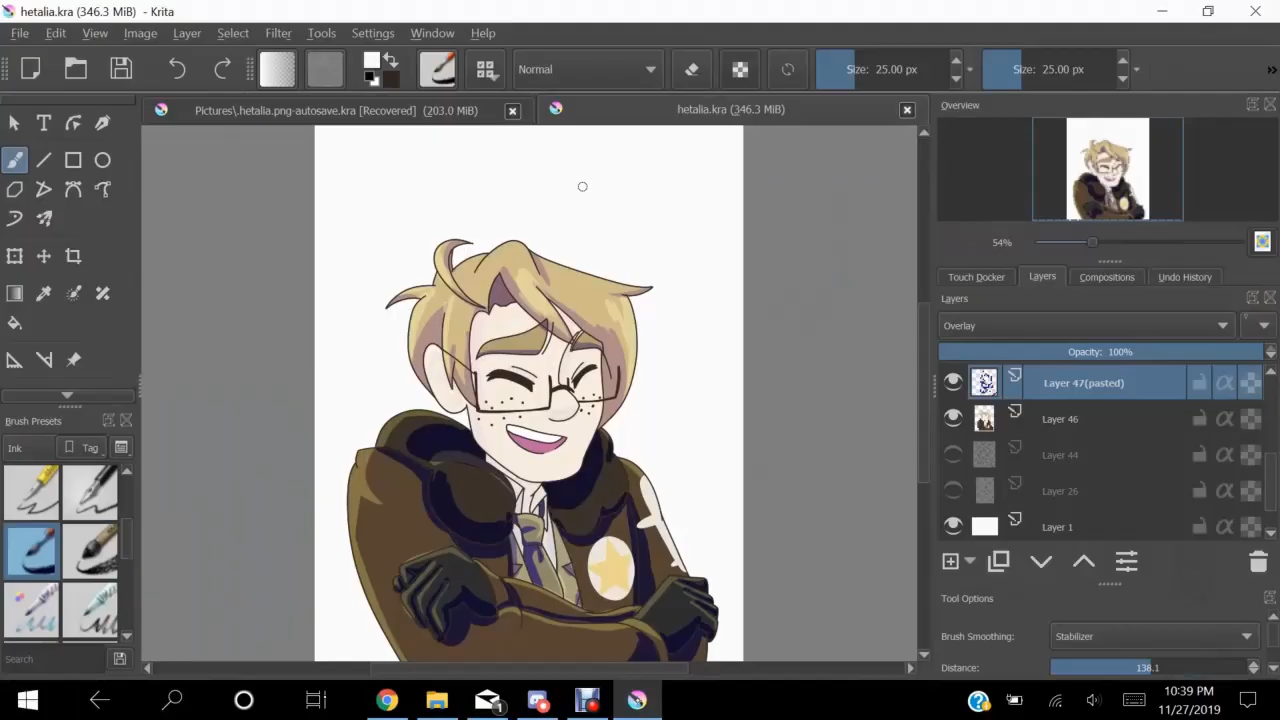 hetalia.kra (346.3 MiB) - Krita
File Edit View Image Layer Select Filter Tools Settings Window Help
Normal Size: 25.00 px Size: 25.00 px »
Pictures\.hetalia.png-autosave.kra [Recovered] (203.0 MiB) hetalia.kra (346.3 MiB) Overview
54%
Touch Docker Layers Compositions Undo History
Layers
Overlay
Opacity: 100%
Layer 47(pasted)
Layer 46
Brush Presets
Ink Tag
Layer 44
Layer 26
Layer 1
Tool Options
Brush Smoothing: Stabilizer
Search Distance: 138.1
10:39 PM
11/27/2019